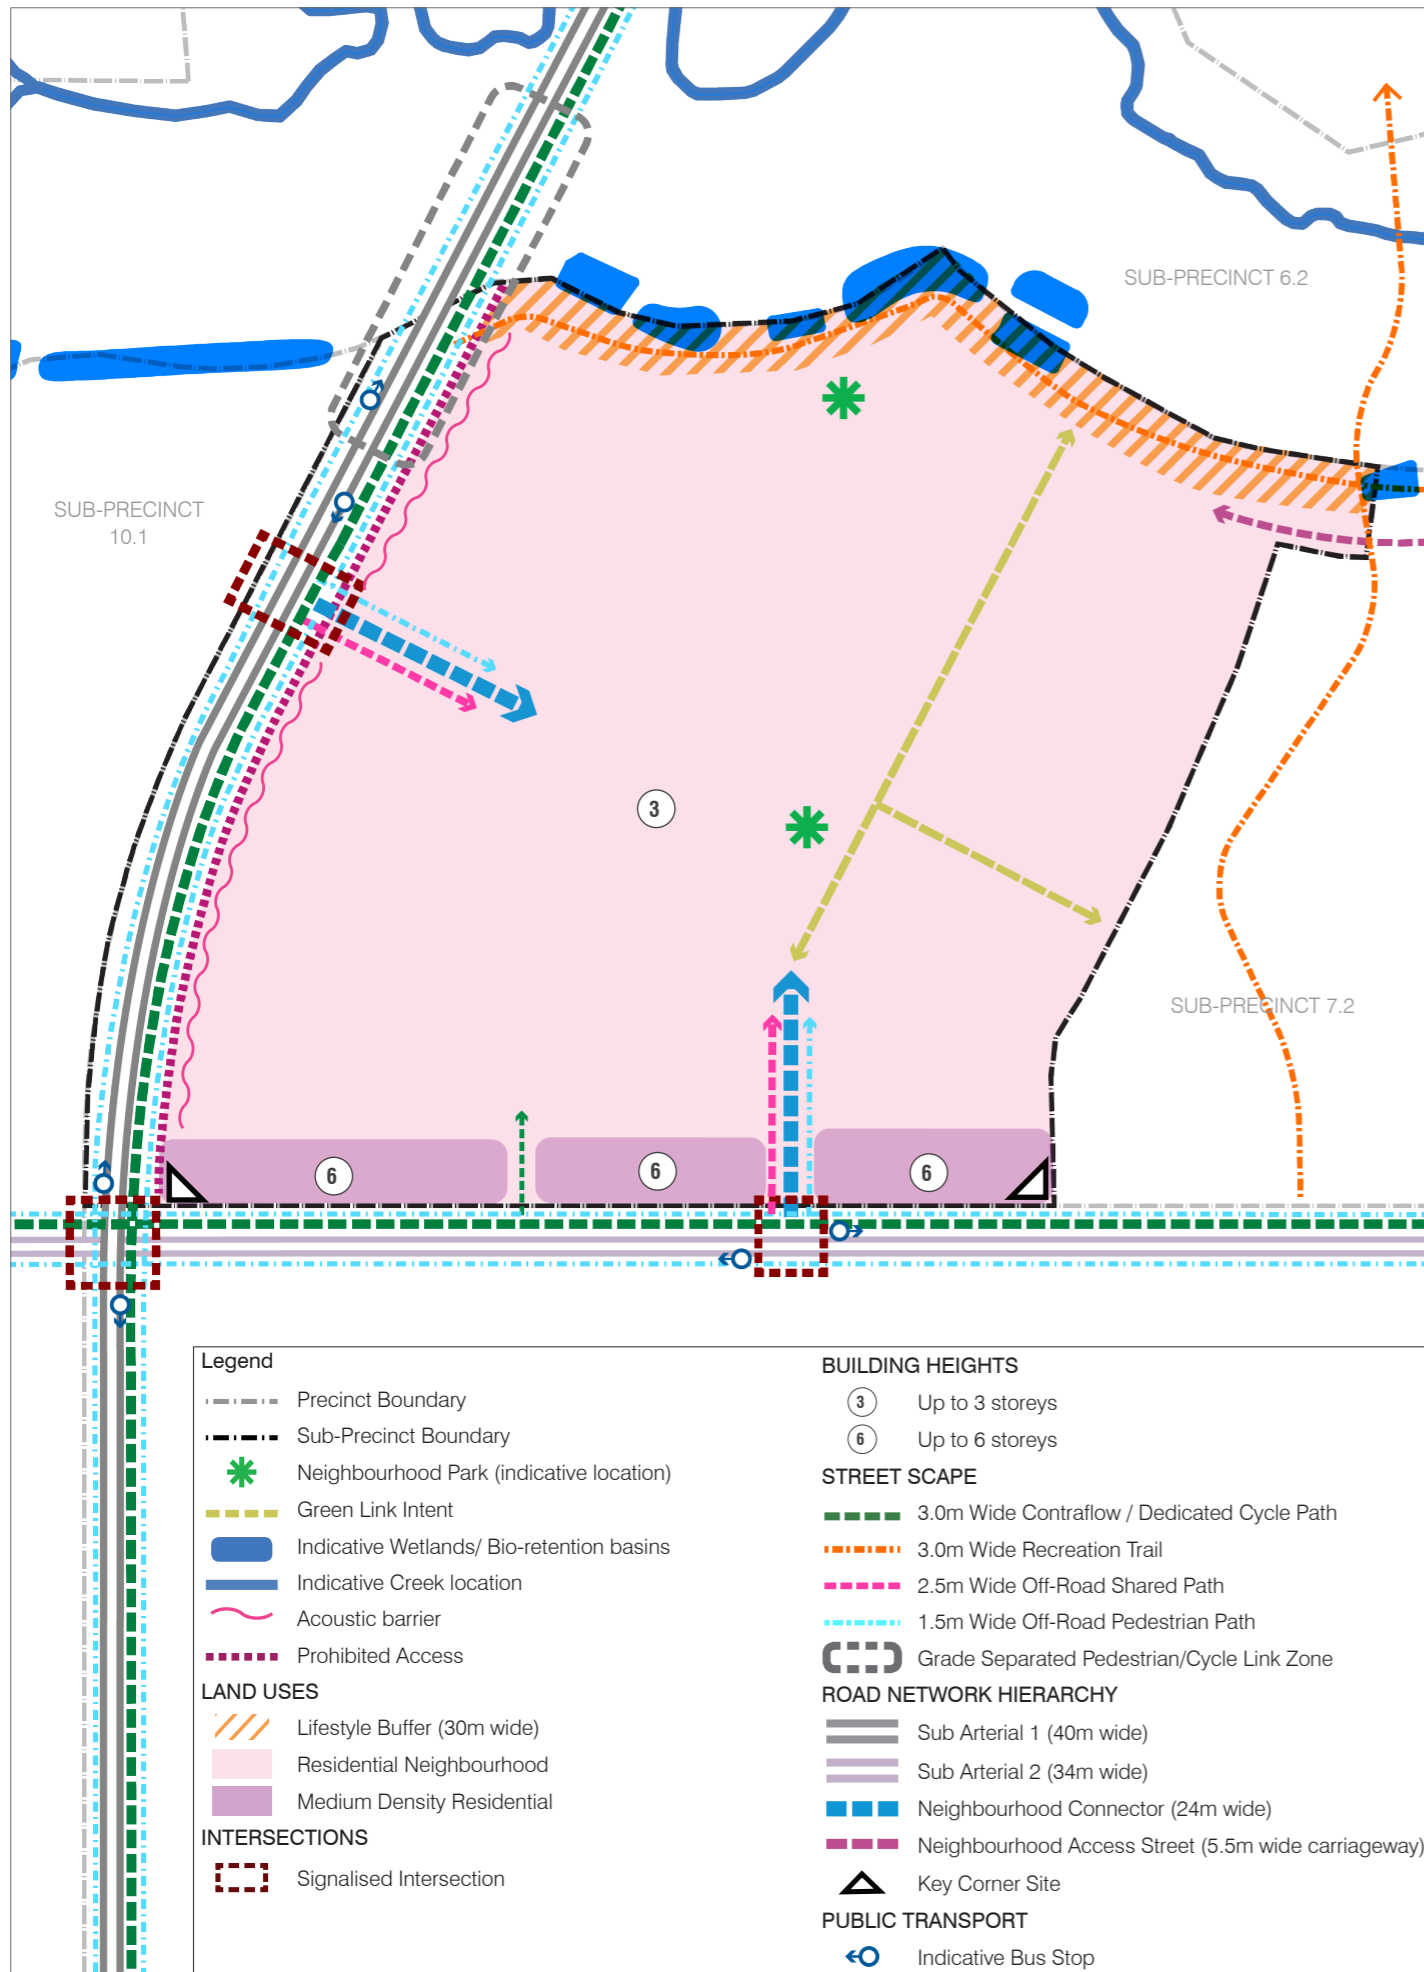 SUB-PRECINCT 6.2
SUB-PRECINCT
10.1
3
SUB-PRECINCT 7.2
6
6
6
Legend
Precinct Boundary
Sub-Precinct Boundary
Neighbourhood Park (indicative location)
Green Link Intent
Indicative Wetlands/ Bio-retention basins
Indicative Creek location
Acoustic barrier
Prohibited Access
LAND USES
Lifestyle Buffer (30m wide)
Residential Neighbourhood
Medium Density Residential
INTERSECTIONS
Signalised Intersection
BUILDING HEIGHTS
3 Up to 3 storeys
6 Up to 6 storeys
STREET SCAPE
3.0m Wide Contraflow / Dedicated Cycle Path
3.0m Wide Recreation Trail
2.5m Wide Off-Road Shared Path
1.5m Wide Off-Road Pedestrian Path
Grade Separated Pedestrian/Cycle Link Zone
ROAD NETWORK HIERARCHY
Sub Arterial 1 (40m wide)
Sub Arterial 2 (34m wide)
Neighbourhood Connector (24m wide)
Neighbourhood Access Street (5.5m wide carriageway)
Key Corner Site
PUBLIC TRANSPORT
Indicative Bus Stop